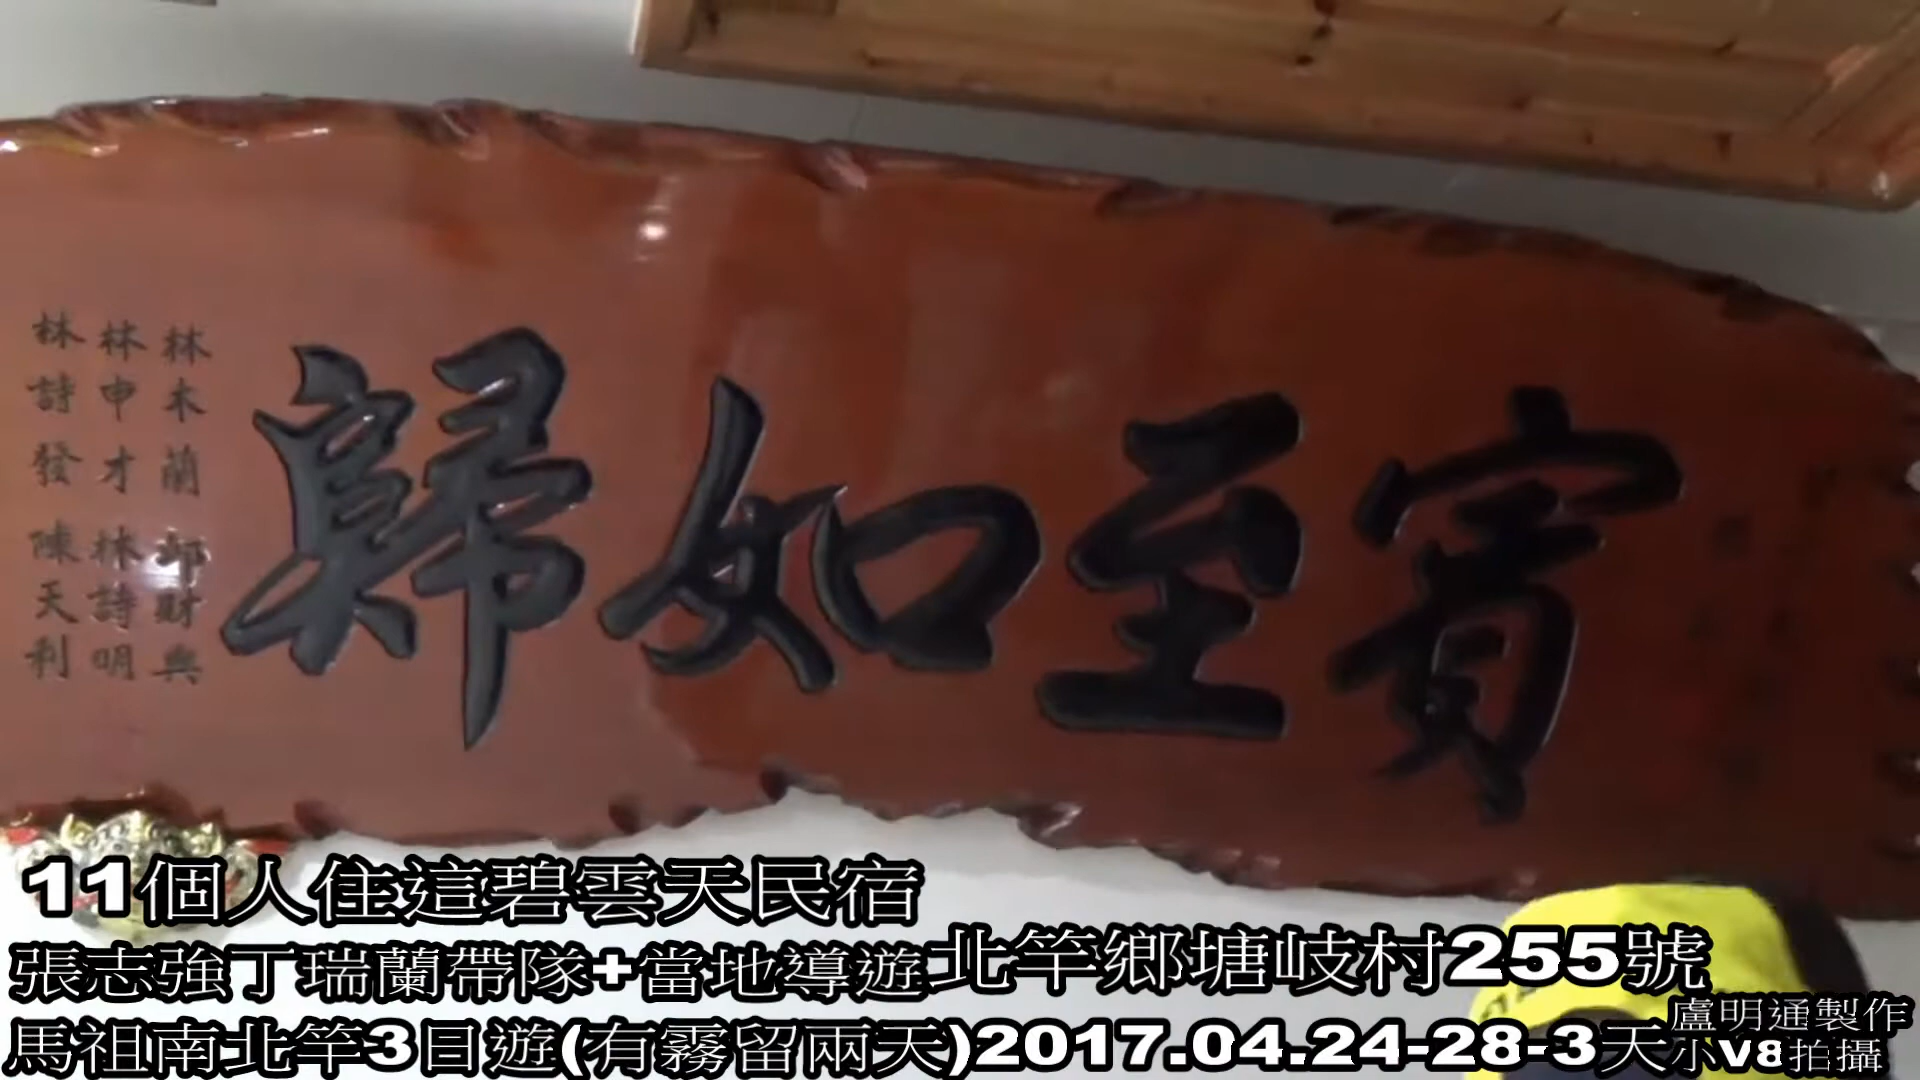 賓至如歸
林木蘭 邱財興
林申才 林詩明
林詩發 陳天利
11個人住這碧雲天民宿
張志強丁瑞蘭帶隊+當地導遊北竿鄉塘岐村255號
馬祖南北竿3日遊(有霧留兩天)2017.04.24-28-3天
盧明通製作
小v8拍攝